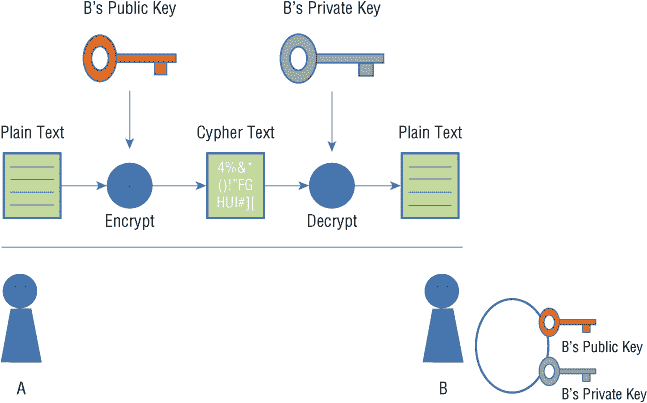 B's Public Key
B's Private Key
Plain Text
Cypher Text
Plain Text
4%&*
()!"FG
HUI#][
Encrypt
Decrypt
B's Public Key
B's Private Key
A
B